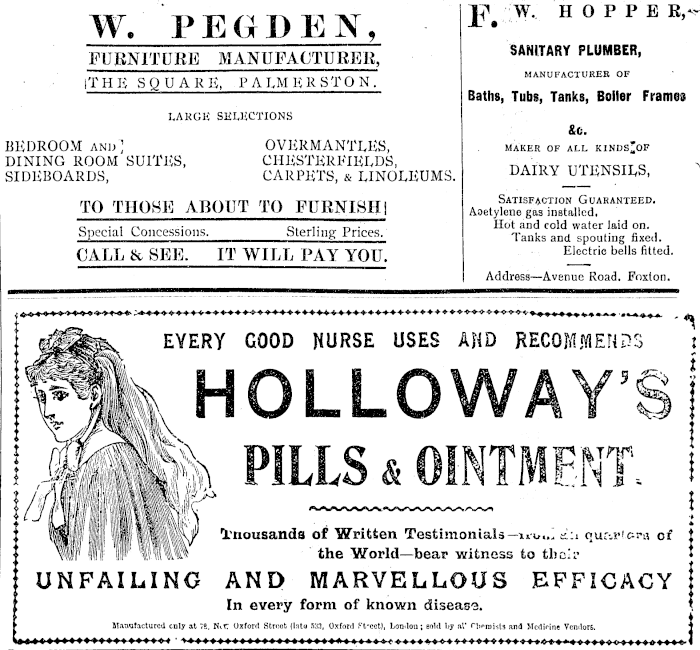 W. PEGDEN,
FURNITURE MANUFACTURER,
THE SQUARE, PALMERSTON.
LARGE SELECTIONS
BEDROOM AND
DINING ROOM SUITES,
SIDEBOARDS,
OVERMANTLES,
CHESTERFIELDS,
CARPETS, & LINOLEUMS.
TO THOSE ABOUT TO FURNISH
Special Concessions. Sterling Prices.
CALL & SEE. IT WILL PAY YOU.
F. W. HOPPER,
SANITARY PLUMBER,
MANUFACTURER OF
Baths, Tubs, Tanks, Boiler Frames
&c.
MAKER OF ALL KINDS OF
DAIRY UTENSILS,
SATISFACTION GUARANTEED.
Acetylene gas installed,
Hot and cold water laid on.
Tanks and spouting fixed.
Electric bells fitted.
Address—Avenue Road. Foxton.
EVERY GOOD NURSE USES AND RECOMMENDS
HOLLOWAY'S
PILLS & OINTMENT.
Thousands of Written Testimonials—from all quarters of
the World—bear witness to their
UNFAILING AND MARVELLOUS EFFICACY
In every form of known disease.
Manufactured only at 78, New Oxford Street (late 533, Oxford Street), London; sold by all Chemists and Medicine Vendors.